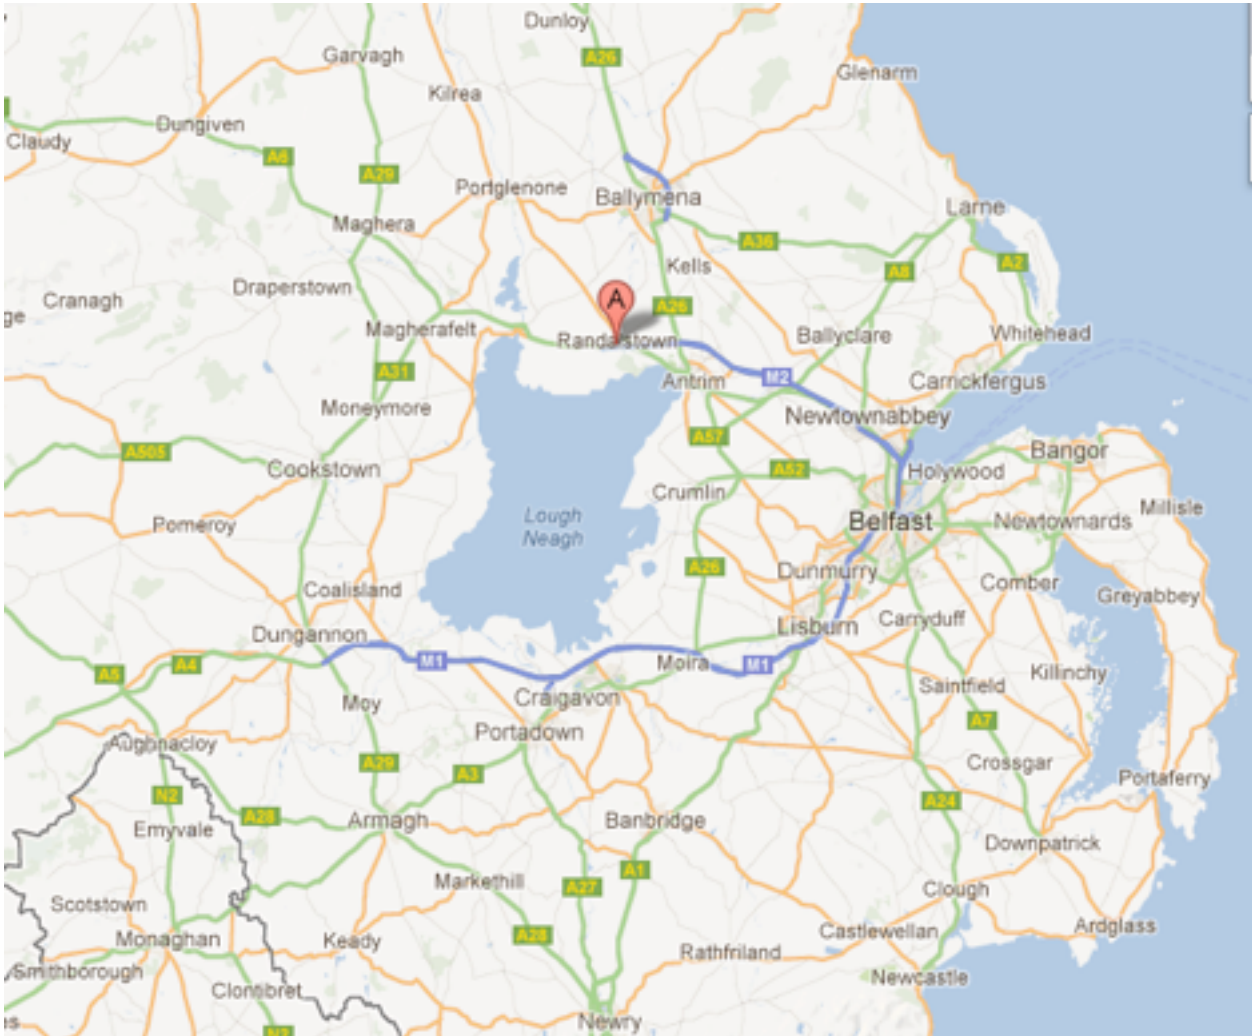 Dunloy
Garvagh
A26
Glenarm
Kilrea
Claudy
Dungiven
A6
A29
Portglenone
Ballymena
Maghera
Larne
A36
Kells
A8
A2
Draperstown
Cranagh
A
A26
ge
Magherafelt
Randalstown
Ballyclare
Whitehead
A31
Antrim
M2
Carrickfergus
Moneymore
Newtownabbey
A57
A505
Bangor
Cookstown
A52
Holywood
Crumlin
Millisle
Pomeroy
Lough
Neagh
Belfast
Newtownards
A26
Dunmurry
Comber
Coalisland
Greyabbey
Dungannon
Lisburn
Carryduff
A5
A4
M1
Moira
M1
Killinchy
Saintfield
Moy
Craigavon
Portadown
A7
Aughnacloy
A29
A3
Crossgar
Portaferry
N2
A28
A24
Emyvale
Armagh
Banbridge
Downpatrick
A1
Markethill
A27
Clough
Scotstown
A28
Ardglass
Monaghan
Keady
Castlewellan
Rathfriland
Smithborough
Newcastle
Clontibret
Newry
N2